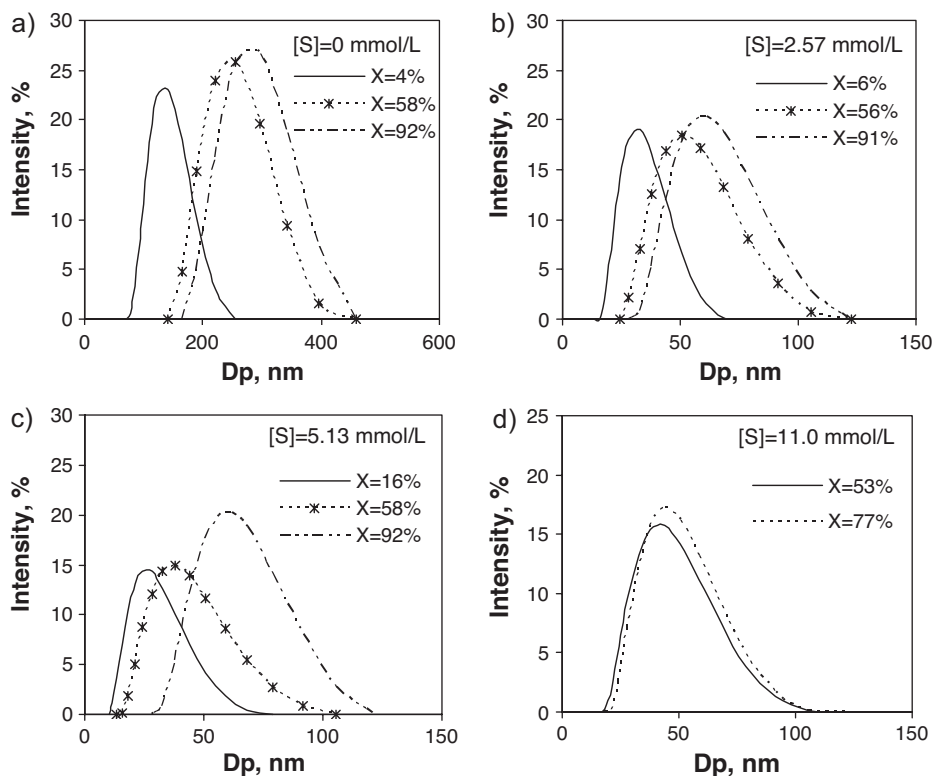 a)
[S]=0 mmol/L
X=4%
X=58%
X=92%
Intensity, %
30
25
20
15
10
5
0
0 200 400 600
Dp, nm
b)
[S]=2.57 mmol/L
X=6%
X=56%
X=91%
Intensity, %
30
25
20
15
10
5
0
0 50 100 150
Dp, nm
c)
[S]=5.13 mmol/L
X=16%
X=58%
X=92%
Intensity, %
30
25
20
15
10
5
0
0 50 100 150
Dp, nm
d)
[S]=11.0 mmol/L
X=53%
X=77%
Intensity, %
25
20
15
10
5
0
0 50 100 150
Dp, nm